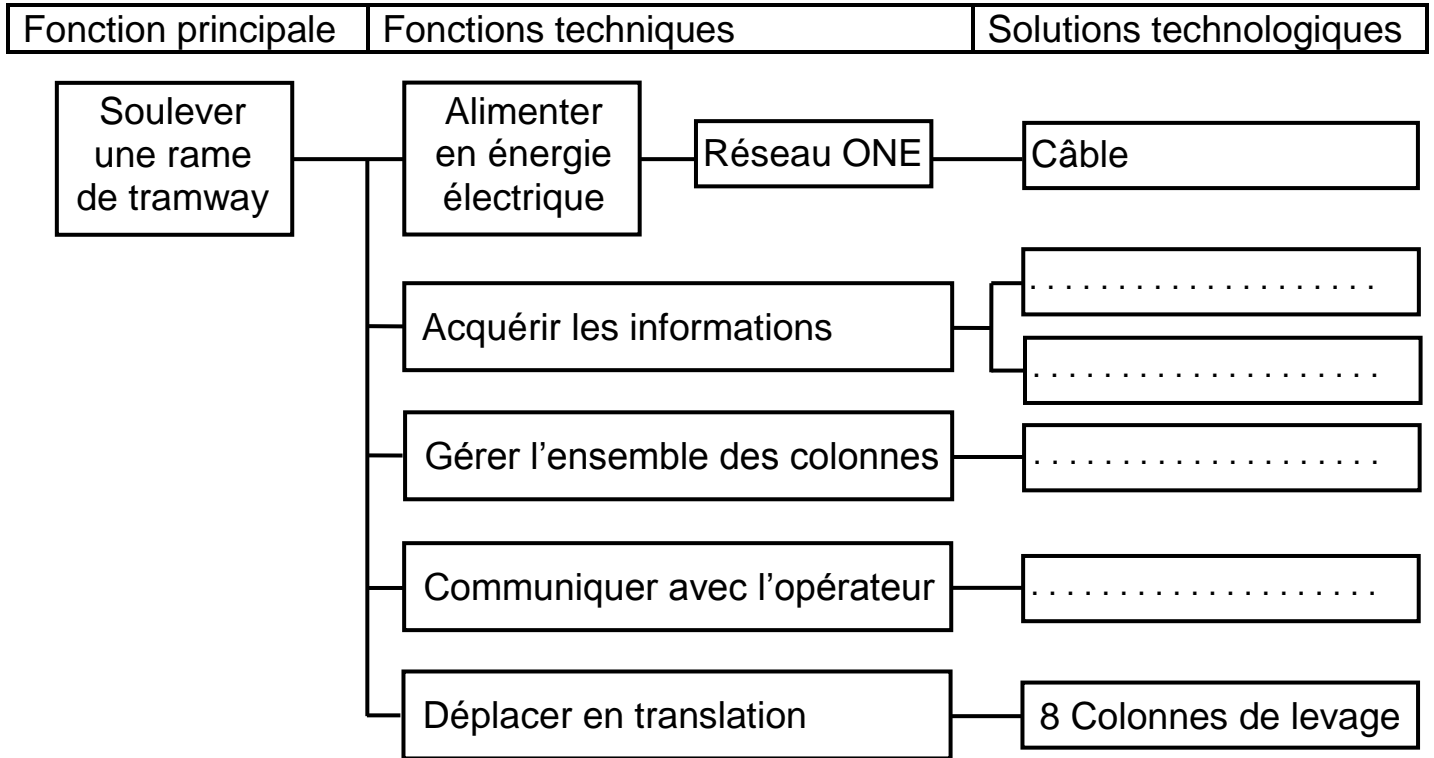 Fonction principale
Fonctions techniques
Solutions technologiques
Soulever
une rame
de tramway
Alimenter
en énergie
électrique
Réseau ONE
Câble
Acquérir les informations
. . . . . . . . . . . . . . . . . . . .
. . . . . . . . . . . . . . . . . . . .
Gérer l’ensemble des colonnes
. . . . . . . . . . . . . . . . . . . .
Communiquer avec l’opérateur
. . . . . . . . . . . . . . . . . . . .
Déplacer en translation
8 Colonnes de levage